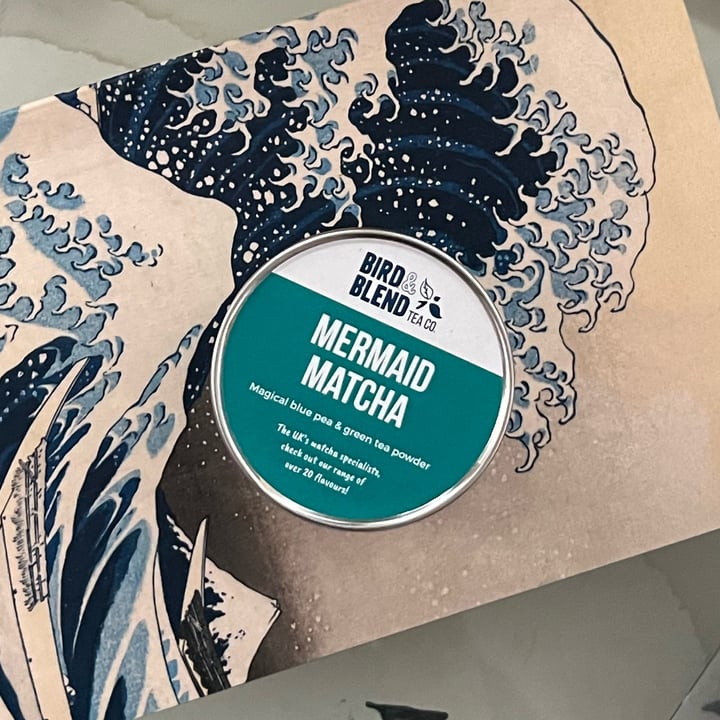 BIRD &
BLEND
TEA CO.
MERMAID
MATCHA
Magical blue pea & green tea powder
The UK's matcha specialists,
check out our range of
over 20 flavours!